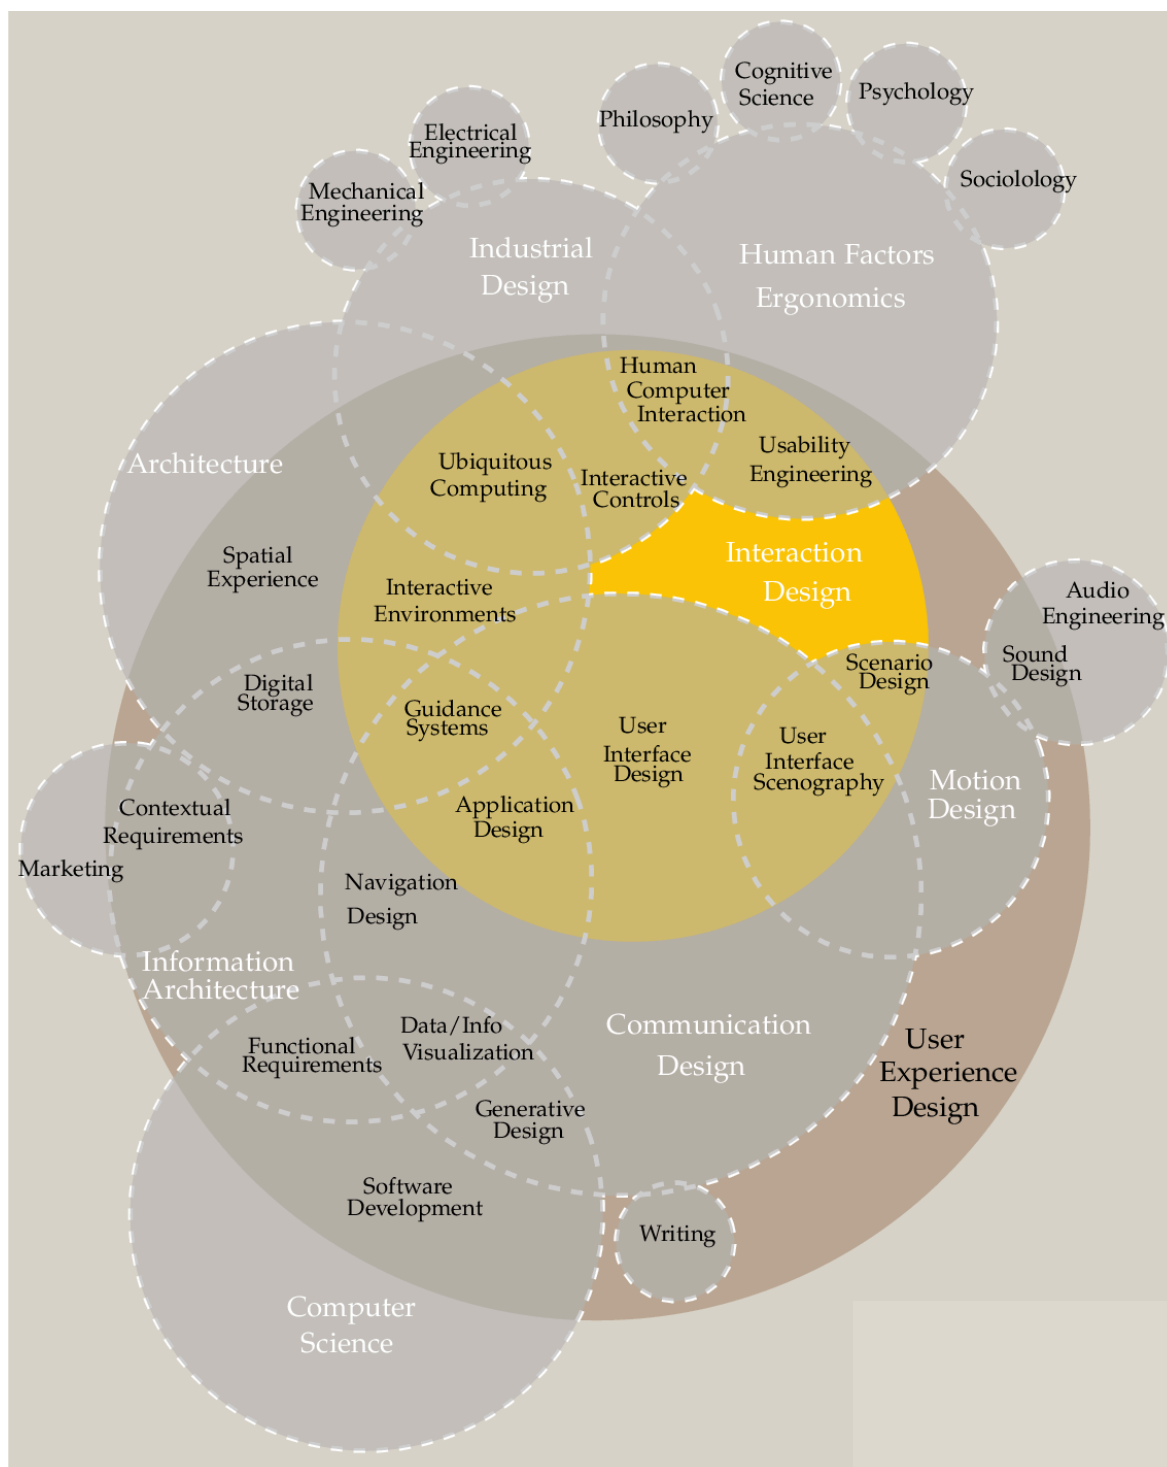 Cognitive
Science
Psychology
Philosophy
Electrical
Engineering
Mechanical
Engineering
Sociolology
Industrial
Design
Human Factors
Ergonomics
Human
Computer
Interaction
Architecture
Ubiquitous
Computing
Interactive
Controls
Usability
Engineering
Interaction
Design
Spatial
Experience
Interactive
Environments
Audio
Engineering
Sound
Design
Scenario
Design
Digital
Storage
Guidance
Systems
User
Interface
Design
User
Interface
Scenography
Motion
Design
Contextual
Requirements
Marketing
Application
Design
Navigation
Design
Information
Architecture
Functional
Requirements
Data/Info
Visualization
Communication
Design
User
Experience
Design
Generative
Design
Software
Development
Writing
Computer
Science